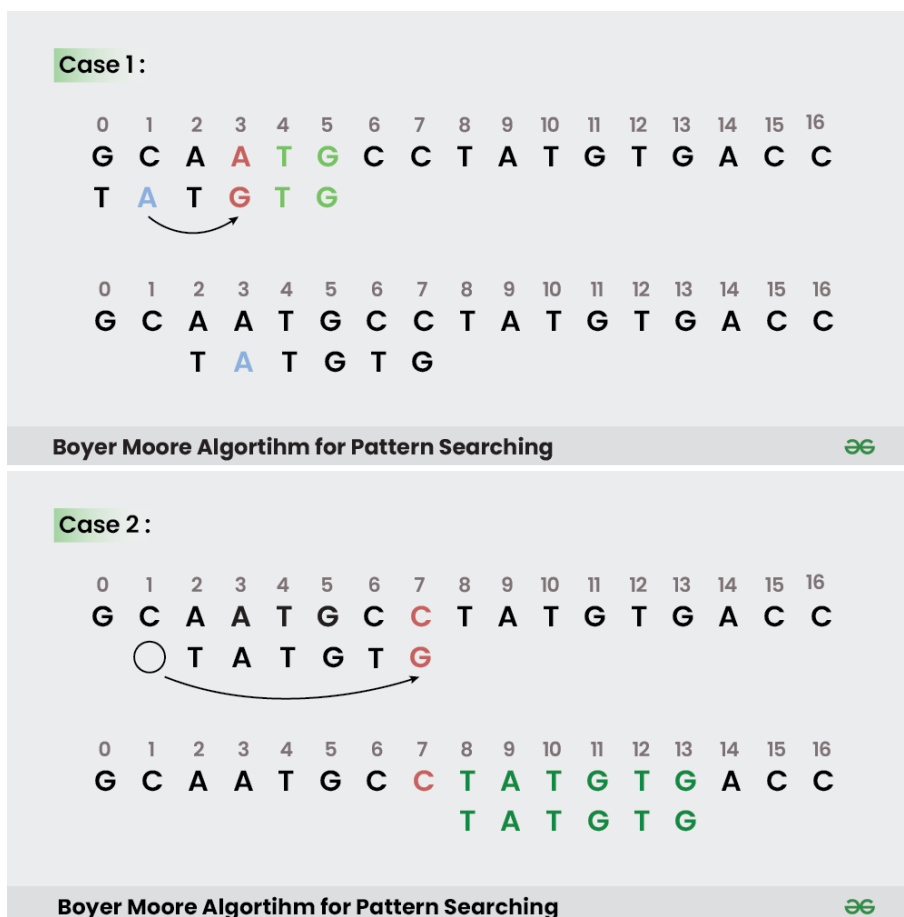 Case 1 :
0 1 2 3 4 5 6 7 8 9 10 11 12 13 14 15 16
G C A A T G C C T A T G T G A C C
T A T G T G
0 1 2 3 4 5 6 7 8 9 10 11 12 13 14 15 16
G C A A T G C C T A T G T G A C C
T A T G T G
Boyer Moore Algortihm for Pattern Searching
Case 2 :
0 1 2 3 4 5 6 7 8 9 10 11 12 13 14 15 16
G C A A T G C C T A T G T G A C C
T A T G T G
0 1 2 3 4 5 6 7 8 9 10 11 12 13 14 15 16
G C A A T G C C T A T G T G A C C
T A T G T G
Boyer Moore Algortihm for Pattern Searching